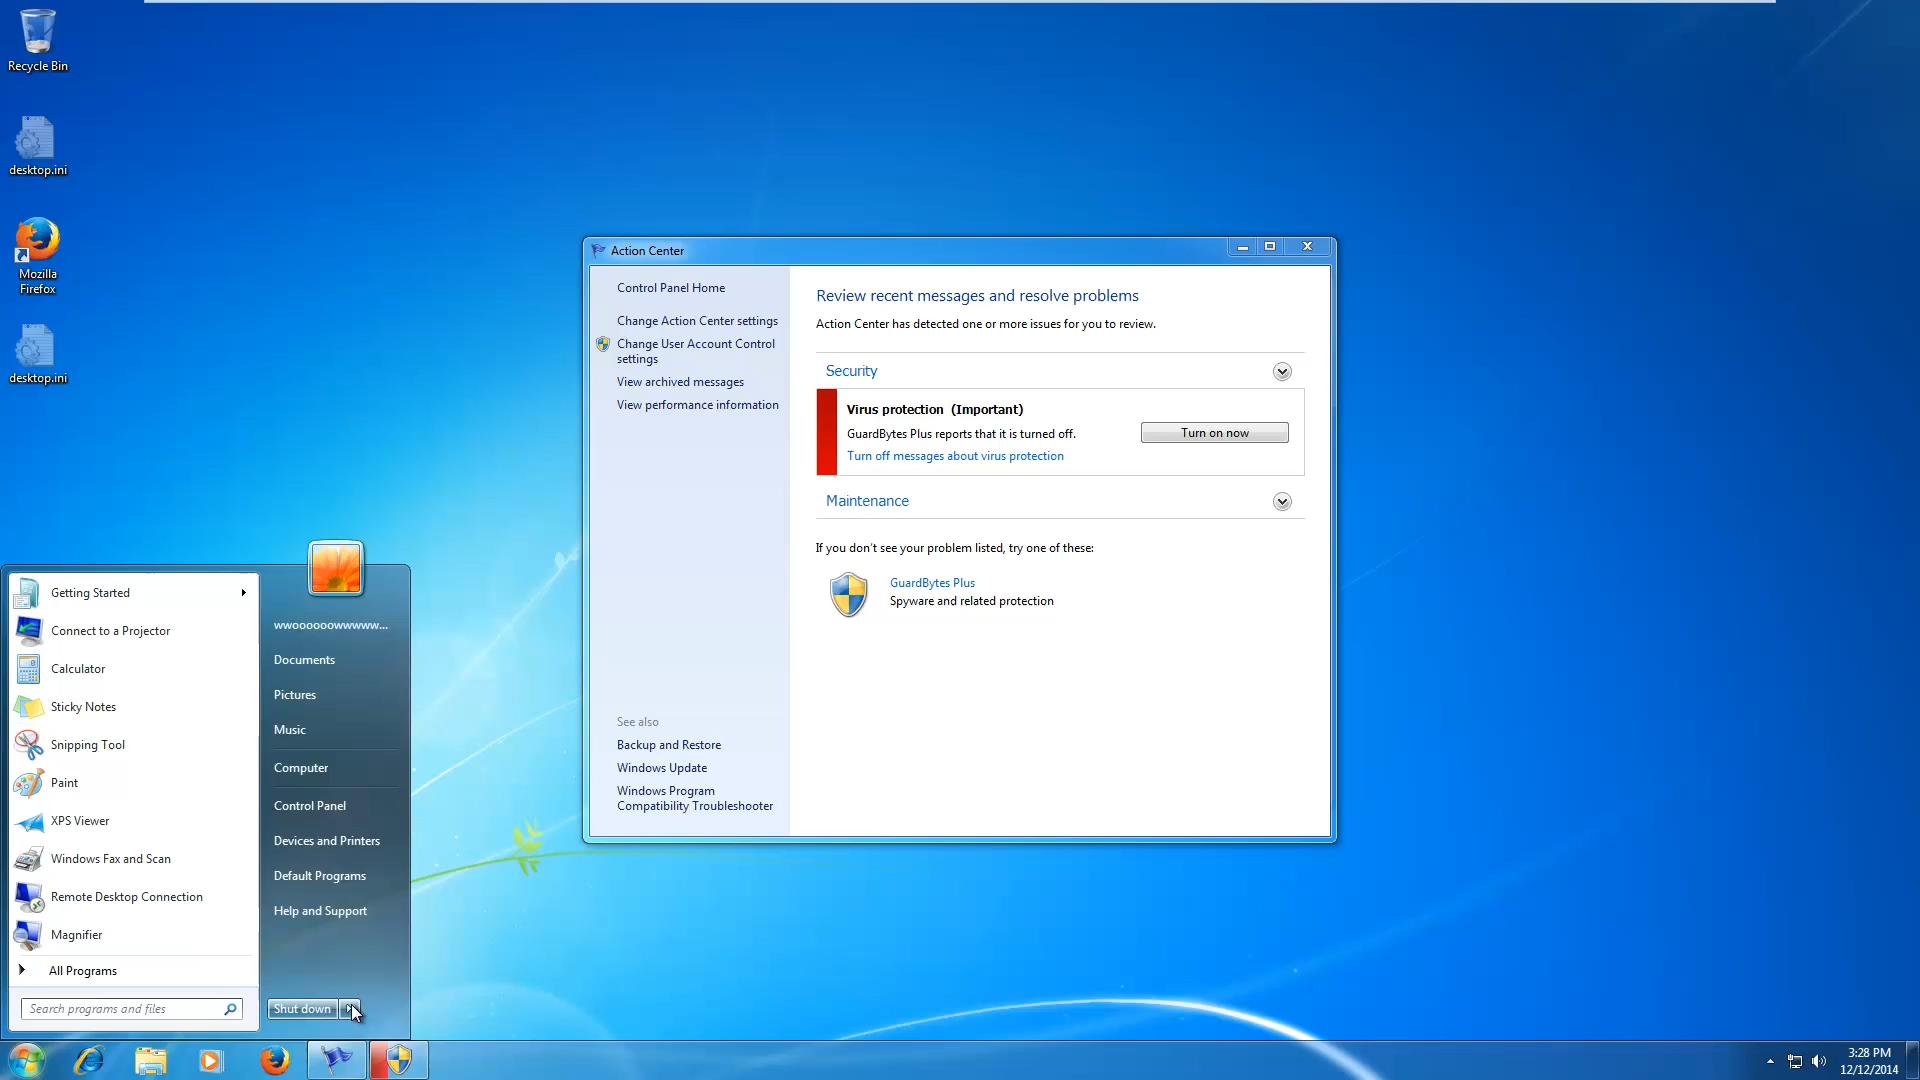 Recycle Bin
desktop.ini
Mozilla
Firefox
desktop.ini
Action Center
Control Panel Home
Change Action Center settings
Change User Account Control
settings
View archived messages
View performance information
See also
Backup and Restore
Windows Update
Windows Program
Compatibility Troubleshooter
Review recent messages and resolve problems
Action Center has detected one or more issues for you to review.
Security
Virus protection (Important)
GuardBytes Plus reports that it is turned off.
Turn on now
Turn off messages about virus protection
Maintenance
If you don't see your problem listed, try one of these:
GuardBytes Plus
Spyware and related protection
Getting Started
Connect to a Projector
Calculator
Sticky Notes
Snipping Tool
Paint
XPS Viewer
Windows Fax and Scan
Remote Desktop Connection
Magnifier
All Programs
Search programs and files
wwoooooowwwww...
Documents
Pictures
Music
Computer
Control Panel
Devices and Printers
Default Programs
Help and Support
Shut down
3:28 PM
12/12/2014